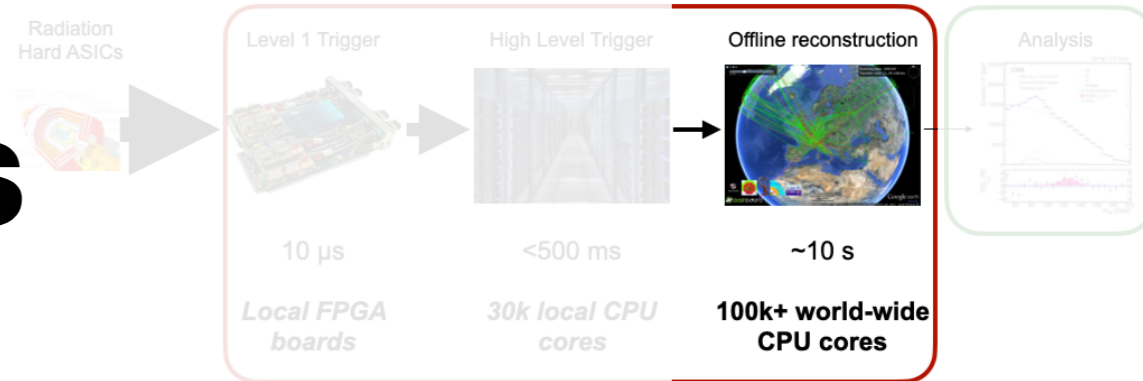 Radiation
Hard ASICs
Level 1 Trigger
High Level Trigger
Offline reconstruction
Analysis
s
10 μs
<500 ms
~10 s
Local FPGA
boards
30k local CPU
cores
100k+ world-wide
CPU cores